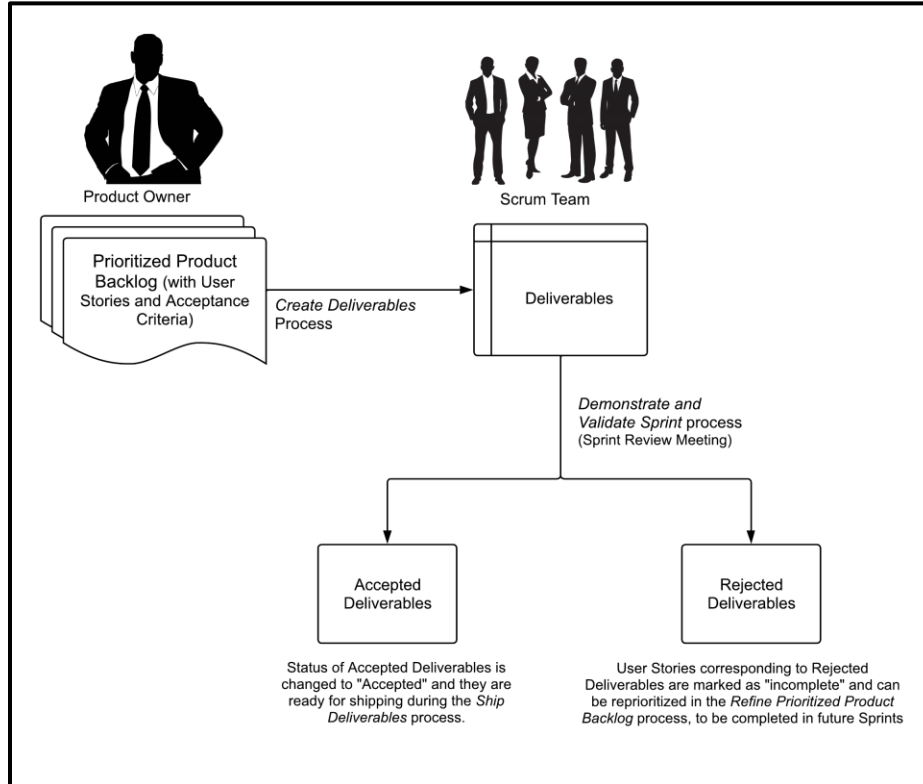 Product Owner
Scrum Team
Prioritized Product
Backlog (with User
Stories and Acceptance
Criteria)
Create Deliverables
Process
Deliverables
Demonstrate and
Validate Sprint process
(Sprint Review Meeting)
Accepted
Deliverables
Rejected
Deliverables
Status of Accepted Deliverables is
changed to "Accepted" and they are
ready for shipping during the Ship
Deliverables process.
User Stories corresponding to Rejected
Deliverables are marked as "incomplete" and can
be reprioritized in the Refine Prioritized Product
Backlog process, to be completed in future Sprints